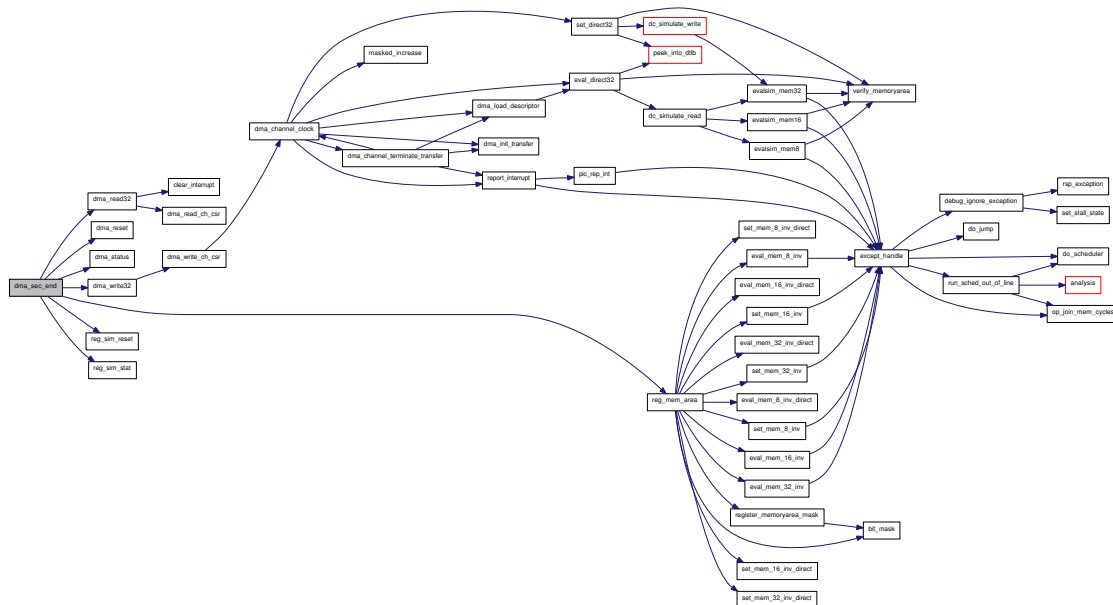 set_direct32
dc_simulate_write
masked_increase
peek_into_dtlb
eval_direct32
evalsim_mem32
verify_memoryarea
dma_load_descriptor
dc_simulate_read
evalsim_mem16
dma_channel_clock
dma_init_transfer
evalsim_mem8
dma_channel_terminate_transfer
pic_rep_int
report_interrupt
clear_interrupt
rsp_exception
dma_read32
debug_ignore_exception
dma_read_ch_csr
set_stall_state
dma_reset
set_mem_8_inv_direct
do_jump
dma_status
dma_write_ch_csr
eval_mem_8_inv
except_handle
do_scheduler
dma_sec_end
dma_write32
eval_mem_16_inv_direct
run_sched_out_of_line
analysis
set_mem_16_inv
op_join_mem_cycles
reg_sim_reset
eval_mem_32_inv_direct
reg_sim_stat
set_mem_32_inv
reg_mem_area
eval_mem_8_inv_direct
set_mem_8_inv
eval_mem_16_inv
eval_mem_32_inv
register_memoryarea_mask
bit_mask
set_mem_16_inv_direct
set_mem_32_inv_direct